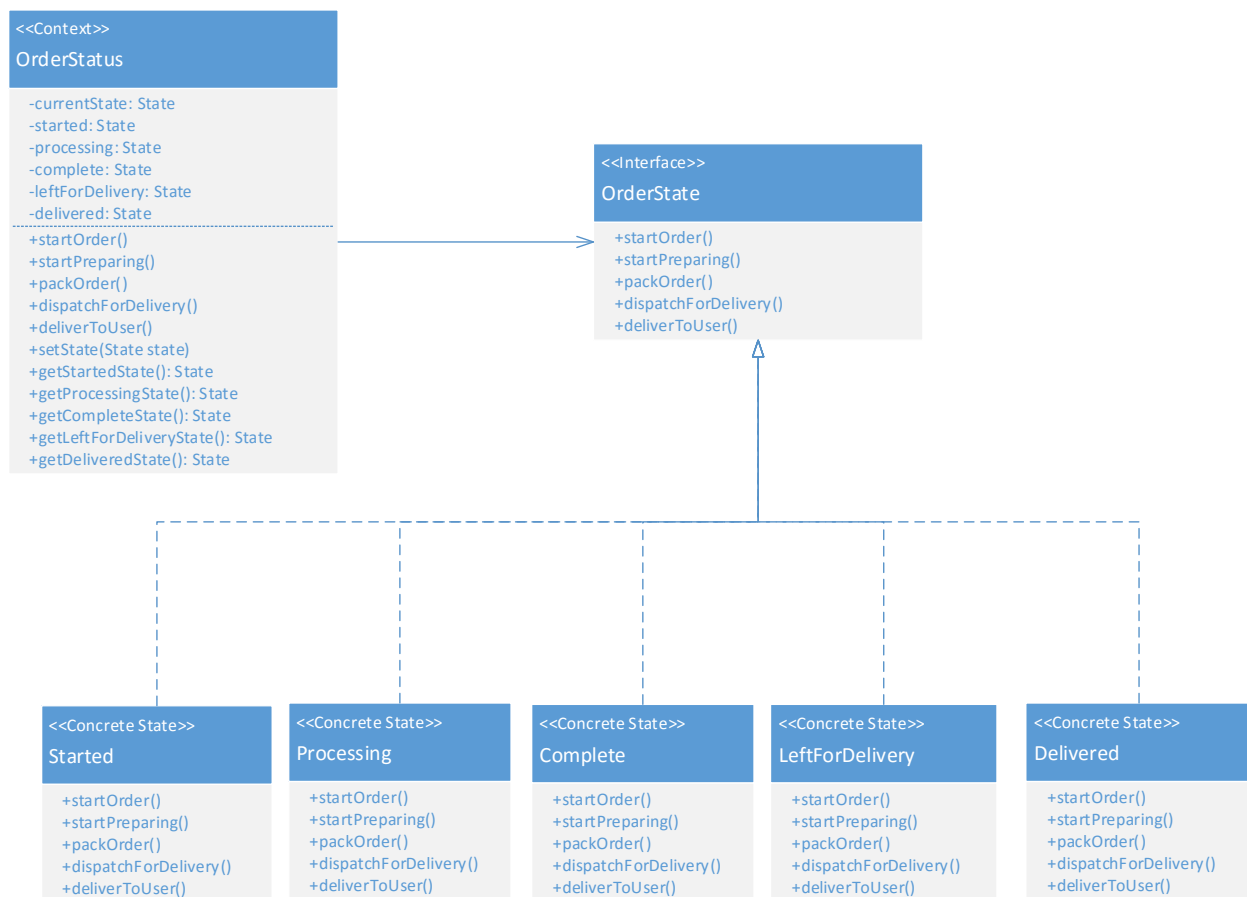 <<Context>>
OrderStatus
-currentState: State
-started: State
-processing: State
-complete: State
-leftForDelivery: State
-delivered: State
+startOrder()
+startPreparing()
+packOrder()
+dispatchForDelivery()
+deliverToUser()
+setState(State state)
+getStartedState(): State
+getProcessingState(): State
+getCompleteState(): State
+getLeftForDeliveryState(): State
+getDeliveredState(): State
<<Interface>>
OrderState
+startOrder()
+startPreparing()
+packOrder()
+dispatchForDelivery()
+deliverToUser()
<<Concrete State>>
Started
+startOrder()
+startPreparing()
+packOrder()
+dispatchForDelivery()
+deliverToUser()
<<Concrete State>>
Processing
+startOrder()
+startPreparing()
+packOrder()
+dispatchForDelivery()
+deliverToUser()
<<Concrete State>>
Complete
+startOrder()
+startPreparing()
+packOrder()
+dispatchForDelivery()
+deliverToUser()
<<Concrete State>>
LeftForDelivery
+startOrder()
+startPreparing()
+packOrder()
+dispatchForDelivery()
+deliverToUser()
<<Concrete State>>
Delivered
+startOrder()
+startPreparing()
+packOrder()
+dispatchForDelivery()
+deliverToUser()